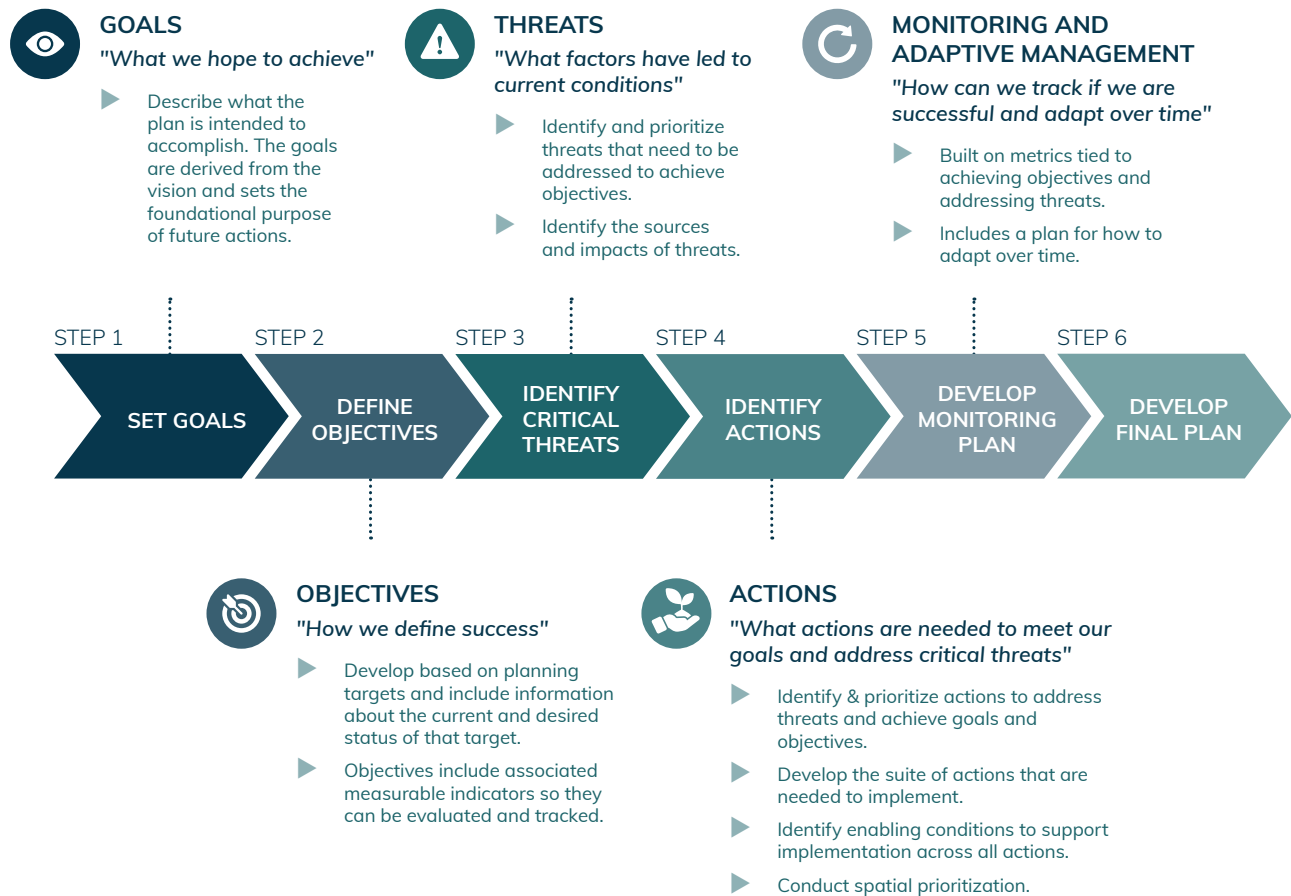 GOALS
"What we hope to achieve"
Describe what the
plan is intended to
accomplish. The goals
are derived from the
vision and sets the
foundational purpose
of future actions.
THREATS
"What factors have led to
current conditions"
Identify and prioritize
threats that need to be
addressed to achieve
objectives.
Identify the sources
and impacts of threats.
MONITORING AND
ADAPTIVE MANAGEMENT
"How can we track if we are
successful and adapt over time"
Built on metrics tied to
achieving objectives and
addressing threats.
Includes a plan for how to
adapt over time.
STEP 1
SET GOALS
STEP 2
DEFINE
OBJECTIVES
STEP 3
IDENTIFY
CRITICAL
THREATS
STEP 4
IDENTIFY
ACTIONS
STEP 5
DEVELOP
MONITORING
PLAN
STEP 6
DEVELOP
FINAL PLAN
OBJECTIVES
"How we define success"
Develop based on planning
targets and include information
about the current and desired
status of that target.
Objectives include associated
measurable indicators so they
can be evaluated and tracked.
ACTIONS
"What actions are needed to meet our
goals and address critical threats"
Identify & prioritize actions to address
threats and achieve goals and
objectives.
Develop the suite of actions that are
needed to implement.
Identify enabling conditions to support
implementation across all actions.
Conduct spatial prioritization.